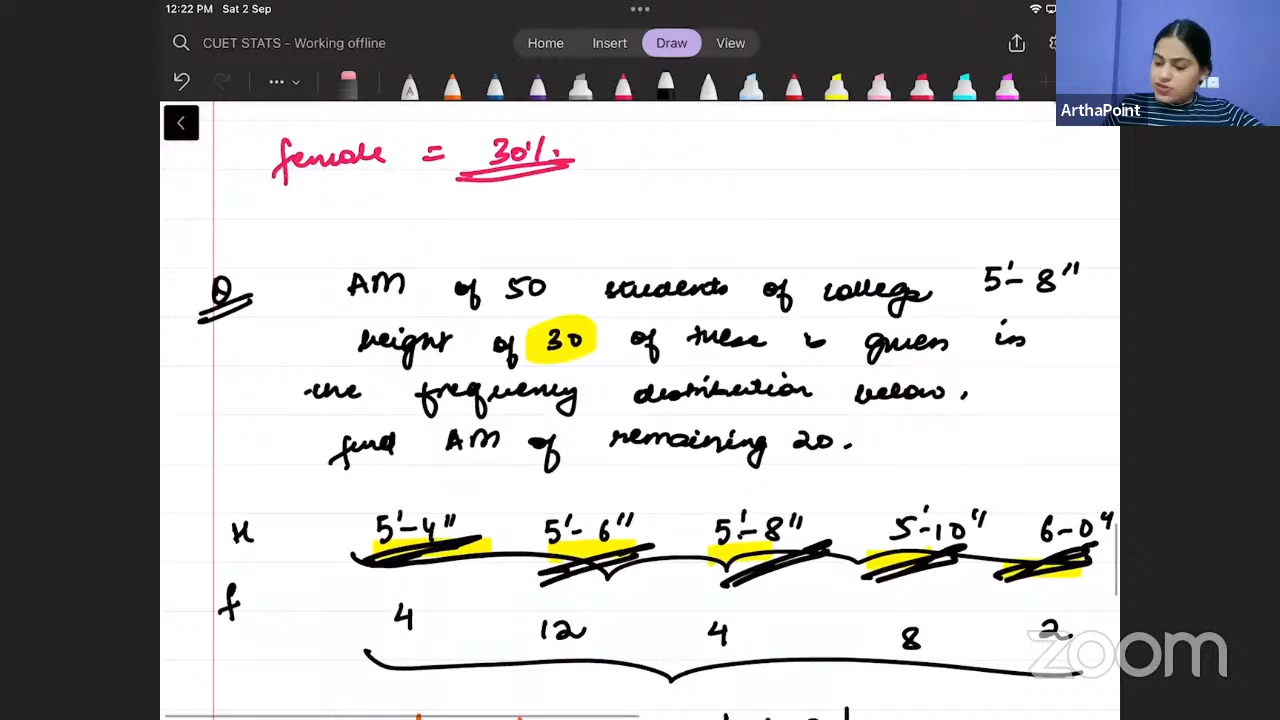 12:22 PM Sat 2 Sep
CUET STATS - Working offline
Home Insert Draw View
ArthaPoint
female = 30%.
Q AM of 50 students of college 5'-8"
height of 30 of these is given in
the frequency distribution below.
find AM of remaining 20.
H 5'-4" 5'-6" 5'-8" 5'-10" 6-0"
f 4 12 4 8 2
zoom